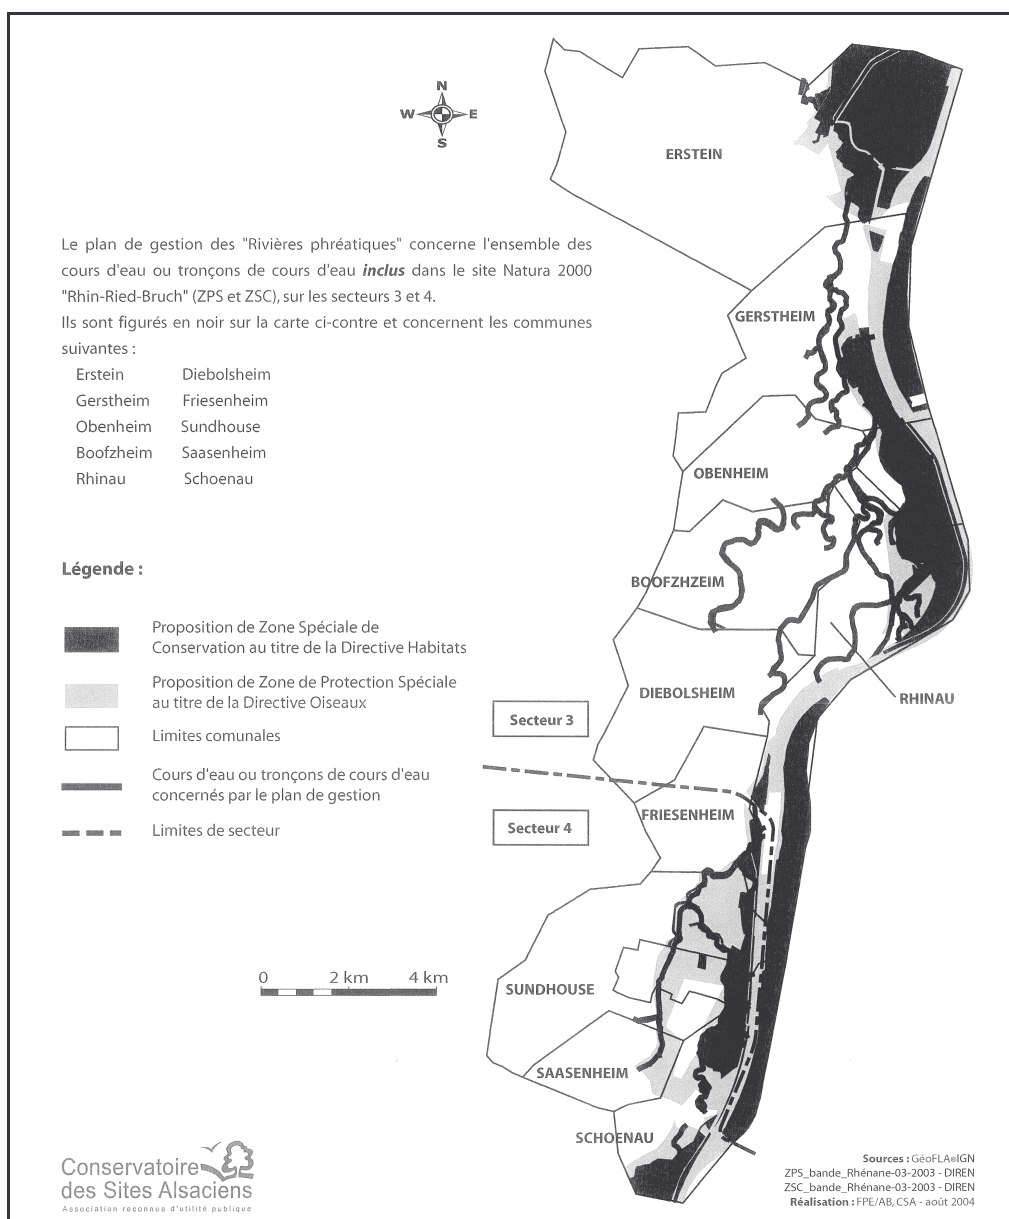 N
W E
S
ERSTEIN
Le plan de gestion des "Rivières phréatiques" concerne l'ensemble des
cours d'eau ou tronçons de cours d'eau inclus dans le site Natura 2000
"Rhin-Ried-Bruch" (ZPS et ZSC), sur les secteurs 3 et 4.
Ils sont figurés en noir sur la carte ci-contre et concernent les communes
suivantes :
Erstein Diebolsheim
Gerstheim Friesenheim
Obenheim Sundhouse
Boofzheim Saasenheim
Rhinau Schoenau
GERSTHEIM
OBENHEIM
BOOFZHZEIM
DIEBOLSHEIM
RHINAU
Secteur 3
Secteur 4
FRIESENHEIM
SUNDHOUSE
SAASENHEIM
SCHOENAU
Légende :
Proposition de Zone Spéciale de
Conservation au titre de la Directive Habitats
Proposition de Zone de Protection Spéciale
au titre de la Directive Oiseaux
Limites comunales
Cours d'eau ou tronçons de cours d'eau
concernés par le plan de gestion
Limites de secteur
0 2 km 4 km
Conservatoire
des Sites Alsaciens
Association reconnue d'utilité publique
Sources : GéoFLA®IGN
ZPS_bande_Rhénane-03-2003 - DIREN
ZSC_bande_Rhénane-03-2003 - DIREN
Réalisation : FPE/AB, CSA - août 2004